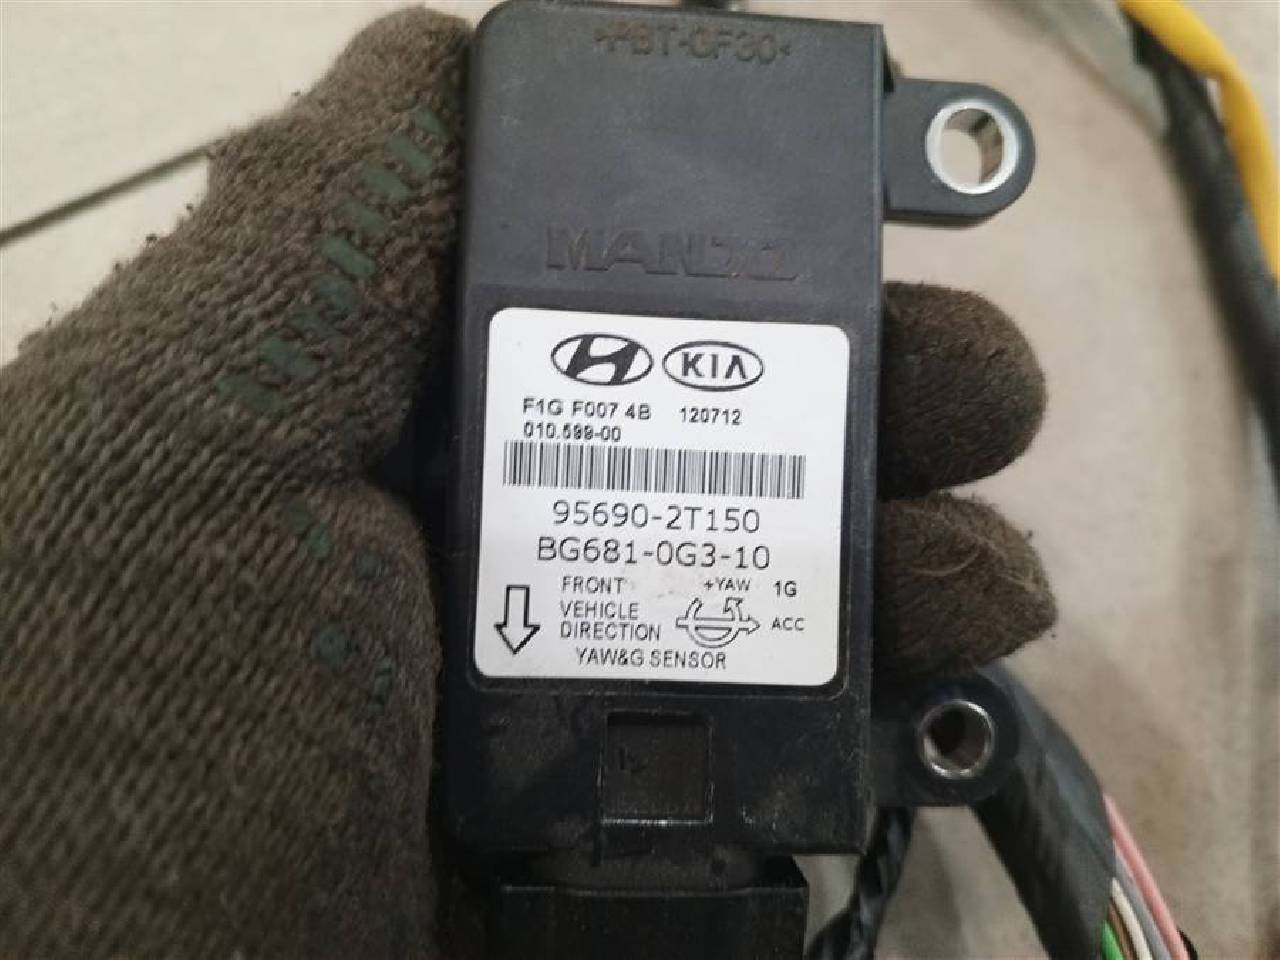 >PBT-GF30<
MANDO
HYUNDAI KIA
F1G F007 4B 120712
010.599-00
95690-2T150
BG681-0G3-10
FRONT +YAW 1G
VEHICLE
DIRECTION ACC
YAW&G SENSOR